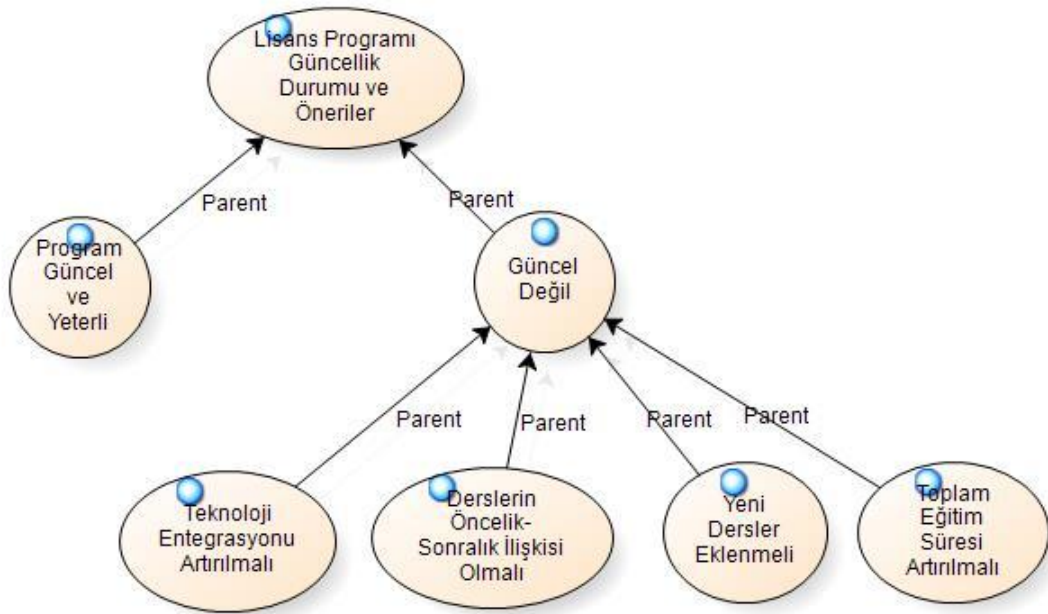 Lisans Programı
Güncellik
Durumu ve
Öneriler
Parent
Parent
Program
Güncel
ve
Yeterli
Güncel
Değil
Parent
Parent
Parent
Parent
Teknoloji
Entegrasyonu
Artırılmalı
Derslerin
Öncelik-
Sonralık İlişkisi
Olmalı
Yeni
Dersler
Eklenmeli
Toplam
Eğitim
Süresi
Artırılmalı